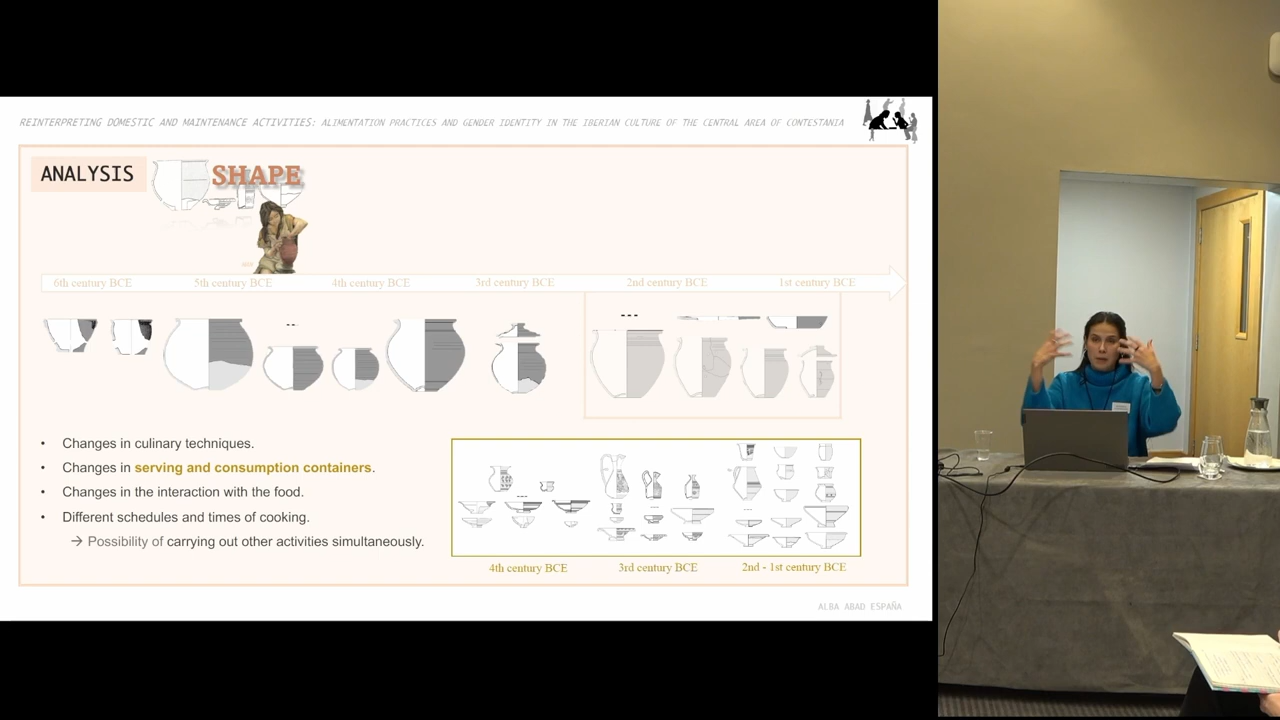 REINTERPRETING DOMESTIC AND MAINTENANCE ACTIVITIES: ALIMENTATION PRACTICES AND GENDER IDENTITY IN THE IBERIAN CULTURE OF THE CENTRAL AREA OF CONTESTANIA
ANALYSIS
SHAPE
6th century BCE 5th century BCE 4th century BCE 3rd century BCE 2nd century BCE 1st century BCE
• Changes in culinary techniques.
• Changes in serving and consumption containers.
• Changes in the interaction with the food.
• Different schedules and times of cooking.
→ Possibility of carrying out other activities simultaneously.
4th century BCE 3rd century BCE 2nd - 1st century BCE
ALBA ABAD ESPAÑA